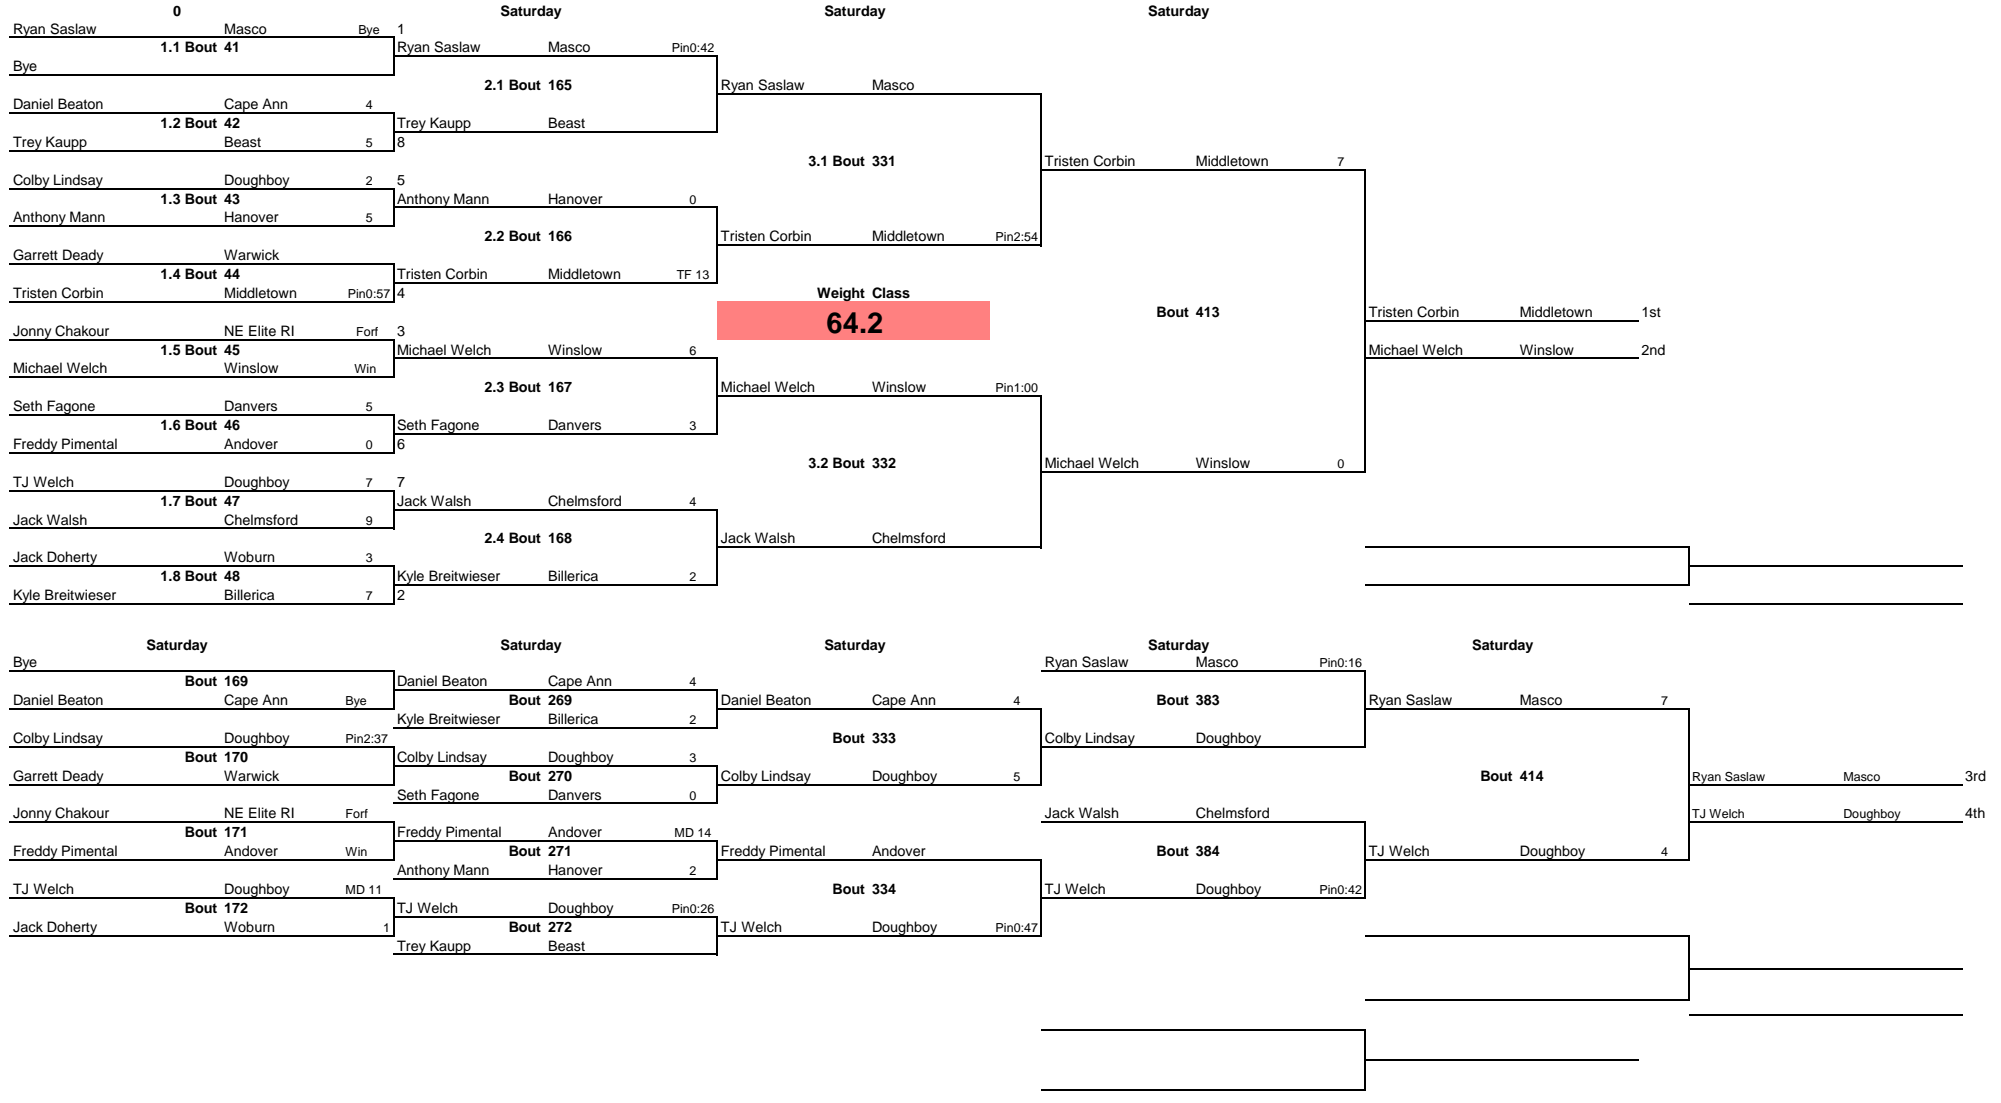 0 Saturday Saturday Saturday
Ryan Saslaw Masco Bye 1
1.1 Bout 41 Ryan Saslaw Masco Pin0:42
Bye
2.1 Bout 165 Ryan Saslaw Masco
Daniel Beaton Cape Ann 4
1.2 Bout 42 Trey Kaupp Beast
Trey Kaupp Beast 5 8
3.1 Bout 331 Tristen Corbin Middletown 7
Colby Lindsay Doughboy 2 5
1.3 Bout 43 Anthony Mann Hanover 0
Anthony Mann Hanover 5
2.2 Bout 166 Tristen Corbin Middletown Pin2:54
Garrett Deady Warwick
1.4 Bout 44 Tristen Corbin Middletown TF 13
Tristen Corbin Middletown Pin0:57 4 Weight Class
64.2 Bout 413 Tristen Corbin Middletown 1st
Jonny Chakour NE Elite RI Forf 3
1.5 Bout 45 Michael Welch Winslow 6 Michael Welch Winslow 2nd
Michael Welch Winslow Win
2.3 Bout 167 Michael Welch Winslow Pin1:00
Seth Fagone Danvers 5
1.6 Bout 46 Seth Fagone Danvers 3
Freddy Pimental Andover 0 6
3.2 Bout 332 Michael Welch Winslow 0
TJ Welch Doughboy 7 7
1.7 Bout 47 Jack Walsh Chelmsford 4
Jack Walsh Chelmsford 9
2.4 Bout 168 Jack Walsh Chelmsford
Jack Doherty Woburn 3
1.8 Bout 48 Kyle Breitwieser Billerica 2
Kyle Breitwieser Billerica 7 2
Saturday Saturday Saturday Saturday Saturday
Bye Ryan Saslaw Masco Pin0:16
Bout 169 Daniel Beaton Cape Ann 4
Daniel Beaton Cape Ann Bye Bout 269 Daniel Beaton Cape Ann 4 Bout 383 Ryan Saslaw Masco 7
Kyle Breitwieser Billerica 2
Colby Lindsay Doughboy Pin2:37 Bout 333 Colby Lindsay Doughboy
Bout 170 Colby Lindsay Doughboy 3
Garrett Deady Warwick Bout 270 Colby Lindsay Doughboy 5 Bout 414 Ryan Saslaw Masco 3rd
Seth Fagone Danvers 0
Jonny Chakour NE Elite RI Forf Jack Walsh Chelmsford TJ Welch Doughboy 4th
Bout 171 Freddy Pimental Andover MD 14
Freddy Pimental Andover Win Bout 271 Freddy Pimental Andover Bout 384 TJ Welch Doughboy 4
Anthony Mann Hanover 2
TJ Welch Doughboy MD 11 Bout 334 TJ Welch Doughboy Pin0:42
Bout 172 TJ Welch Doughboy Pin0:26
Jack Doherty Woburn 1 Bout 272 TJ Welch Doughboy Pin0:47
Trey Kaupp Beast